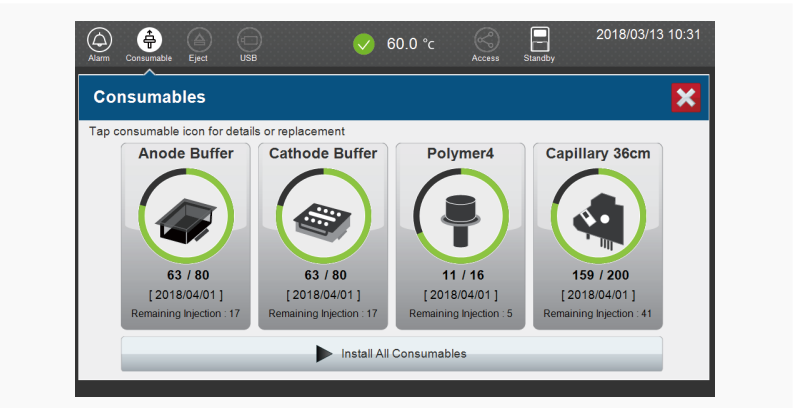 60.0 °c
2018/03/13 10:31
Alarm
Consumable
Eject
USB
Access
Standby
Consumables
Tap consumable icon for details or replacement
Anode Buffer
Cathode Buffer
Polymer4
Capillary 36cm
63 / 80
63 / 80
11 / 16
159 / 200
[ 2018/04/01 ]
[ 2018/04/01 ]
[ 2018/04/01 ]
[ 2018/04/01 ]
Remaining Injection : 17
Remaining Injection : 17
Remaining Injection : 5
Remaining Injection : 41
Install All Consumables